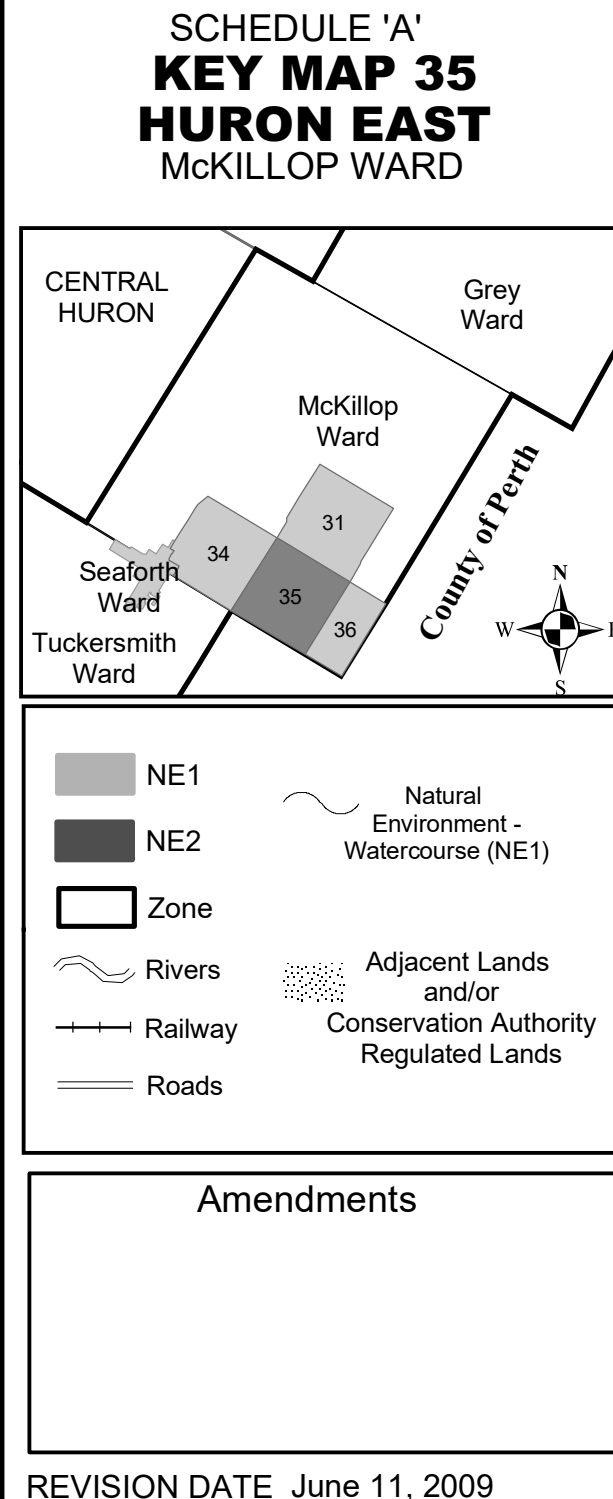 SCHEDULE 'A'
KEY MAP 35
HURON EAST
McKILLOP WARD
CENTRAL
HURON
Grey
Ward
McKillop
Ward
31
34
35
36
County of Perth
Seaforth
Ward
Tuckersmith
Ward
N
W
S
NE1
NE2
Zone
Rivers
Railway
Roads
Natural
Environment -
Watercourse (NE1)
Adjacent Lands
and/or
Conservation Authority
Regulated Lands
Amendments
REVISION DATE June 11, 2009